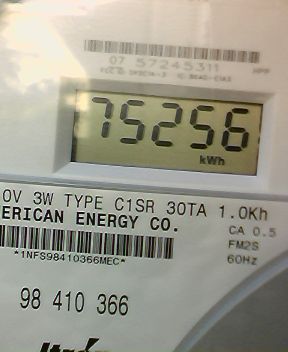 07 57245311
75256
kWh
0V 3W TYPE C1SR 30TA 1.0Kh
ERICAN ENERGY CO.
CA 0.5
FM2S
60Hz
*1NFS98410366MEC*
98 410 366
Itron